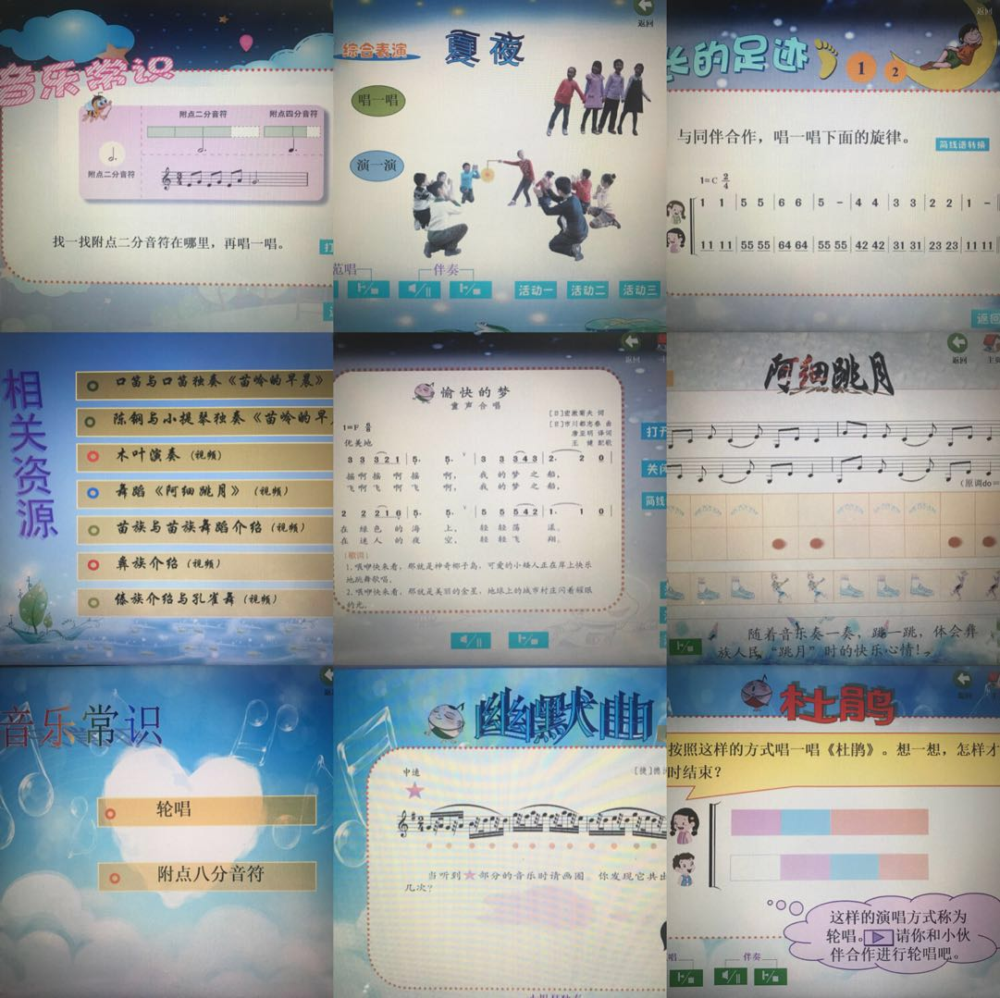 音乐常识
附点二分音符
附点四分音符
附点二分音符
找一找附点二分音符在哪里，再唱一唱。
返回
综合表演
夏夜
唱一唱
演一演
范唱
伴奏
活动一
活动二
活动三
返回
长的足迹
1
2
与同伴合作，唱一唱下面的旋律。
简线谱转换
1=C 2/4
1 1 | 5 5 | 6 6 | 5 - | 4 4 | 3 3 | 2 2 | 1 -
11 11 | 55 55 | 64 64 | 55 55 | 42 42 | 31 31 | 23 23 | 11 11
返回
相关资源
口笛与口笛独奏《苗岭的早晨》
陈钢与小提琴独奏《苗岭的早
木叶演奏（视频）
舞蹈《阿细跳月》（视频）
苗族与苗族舞蹈介绍（视频）
彝族介绍（视频）
傣族介绍与孔雀舞（视频）
返回
愉快的梦
童声合唱
[日]市川都志春 曲
唐亚明 译词
王 健 配歌
1=F 6/8
优美地
3 3 3 2 1 | 5. 5. | 3 3 3 4 3 | 2. 2 0
摇啊摇 啊摇 啊， 我 的 梦 之 船，
飞啊飞 啊飞 啊， 我 的 梦 之 船，
2 2 2 1 6 | 5. 5. | 5 5 5 4 2 | 1. 1 0
在 绿色 的海 上， 轻 轻 荡 漾。
在 迷人 的夜 空， 轻 轻 飞 翔。
（歌词）
1.喂咿快来看，那就是神奇椰子岛，可爱的小矮人正在岸上快乐
地跳舞歌唱。
2.喂咿快来看，那就是美丽的金星，地球上的城市村庄闪着耀眼
的光。
打开
关闭
简线
返回
阿细跳月
（原调do=
随着音乐奏一奏，跳一跳，体会彝
族人民“跳月”时的快乐心情！
音乐常识
轮唱
附点八分音符
幽默曲
中速
[捷]德
当听到★部分的音乐时请画圈。你发现它共出
几次？
返回
杜鹃
按照这样的方式唱一唱《杜鹃》。想一想，怎样才
时结束？
这样的演唱方式称为
轮唱。请你和小伙
伴合作进行轮唱吧。
唱
伴奏